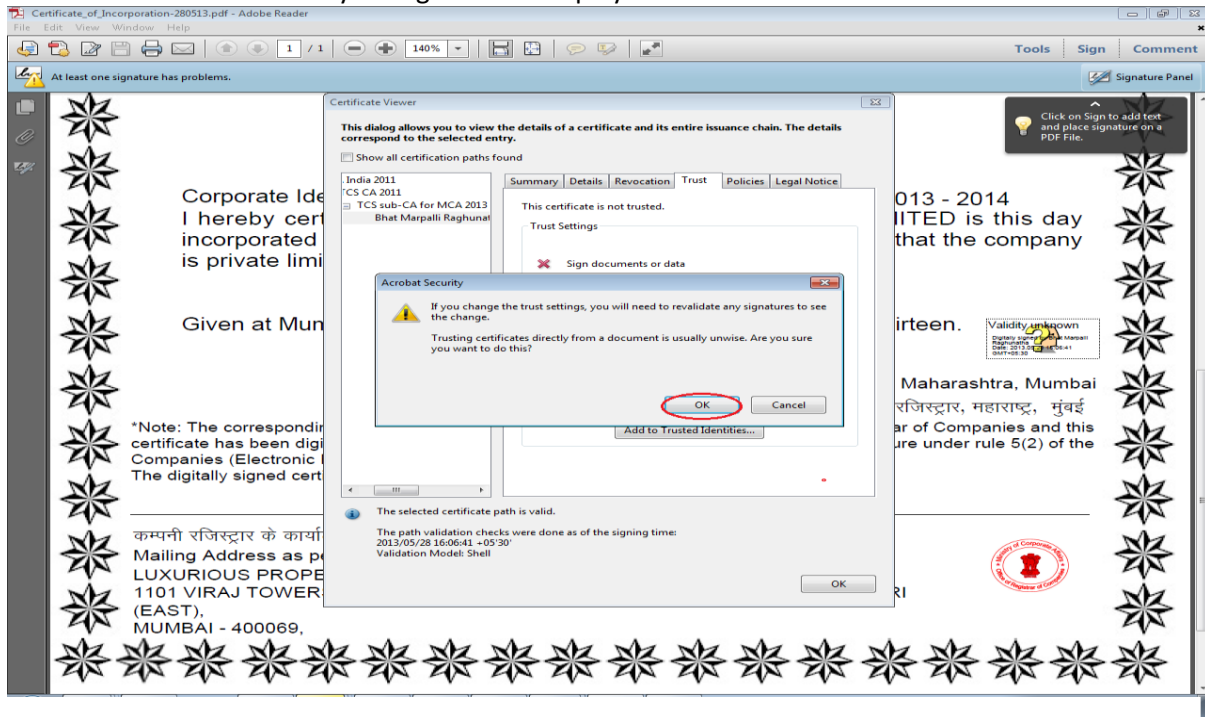 Certificate_of_Incorporation-280513.pdf - Adobe Reader
File Edit View Window Help
1 / 1 140% Tools Sign Comment
At least one signature has problems. Signature Panel
Click on Sign to add text
and place signature on a
PDF File.
Certificate Viewer
This dialog allows you to view the details of a certificate and its entire issuance chain. The details
correspond to the selected entry.
Show all certification paths found
India 2011
CS CA 2011
TCS sub-CA for MCA 2013
Bhat Marpalli Raghunat
Summary Details Revocation Trust Policies Legal Notice
This certificate is not trusted.
Trust Settings
Sign documents or data
Acrobat Security
If you change the trust settings, you will need to revalidate any signatures to see
the change.
Trusting certificates directly from a document is usually unwise. Are you sure
you want to do this?
OK Cancel
Add to Trusted Identities...
The selected certificate path is valid.
The path validation checks were done as of the signing time:
2013/05/28 16:06:41 +05'30'
Validation Model: Shell
OK
Corporate Ide 013 - 2014
I hereby cert IITED is this day
incorporated that the company
is private limi
Given at Mun irteen.
Validity unknown
Maharashtra, Mumbai
रजिस्ट्रार, महाराष्ट्र, मुंबई
*Note: The correspondin ar of Companies and this
certificate has been digi ure under rule 5(2) of the
Companies (Electronic
The digitally signed cert
कम्पनी रजिस्ट्रार के कार्या
Mailing Address as p
LUXURIOUS PROPE
1101 VIRAJ TOWER RI
(EAST),
MUMBAI - 400069,